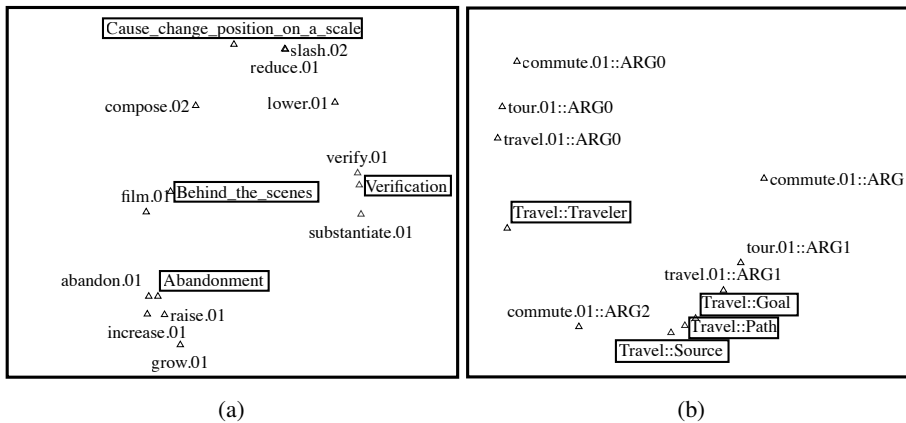 Cause_change_position_on_a_scale
slash.02
reduce.01
compose.02
lower.01
verify.01
Verification
film.01
Behind_the_scenes
substantiate.01
abandon.01
Abandonment
raise.01
increase.01
grow.01
(a)
commute.01::ARG0
tour.01::ARG0
travel.01::ARG0
commute.01::ARG
Travel::Traveler
tour.01::ARG1
travel.01::ARG1
Travel::Goal
commute.01::ARG2
Travel::Path
Travel::Source
(b)